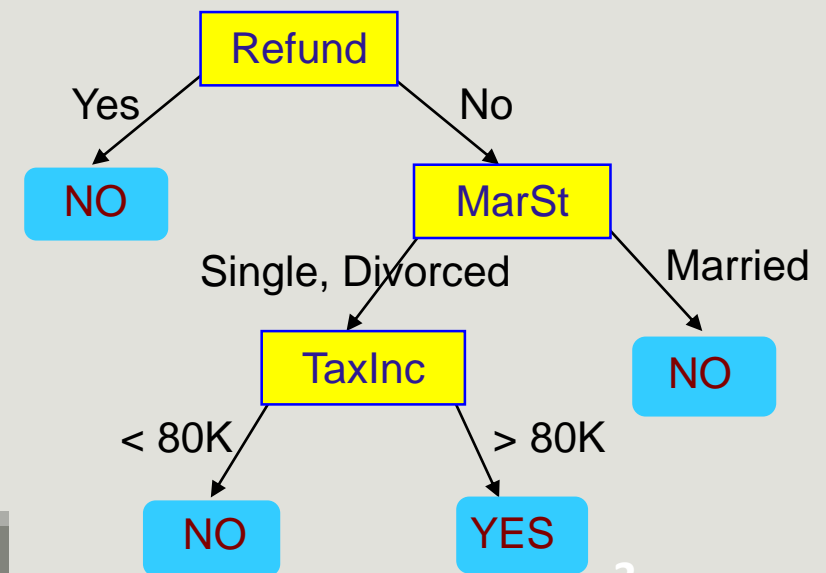 Refund
Yes
No
NO
MarSt
Single, Divorced
Married
TaxInc
NO
< 80K
> 80K
NO
YES